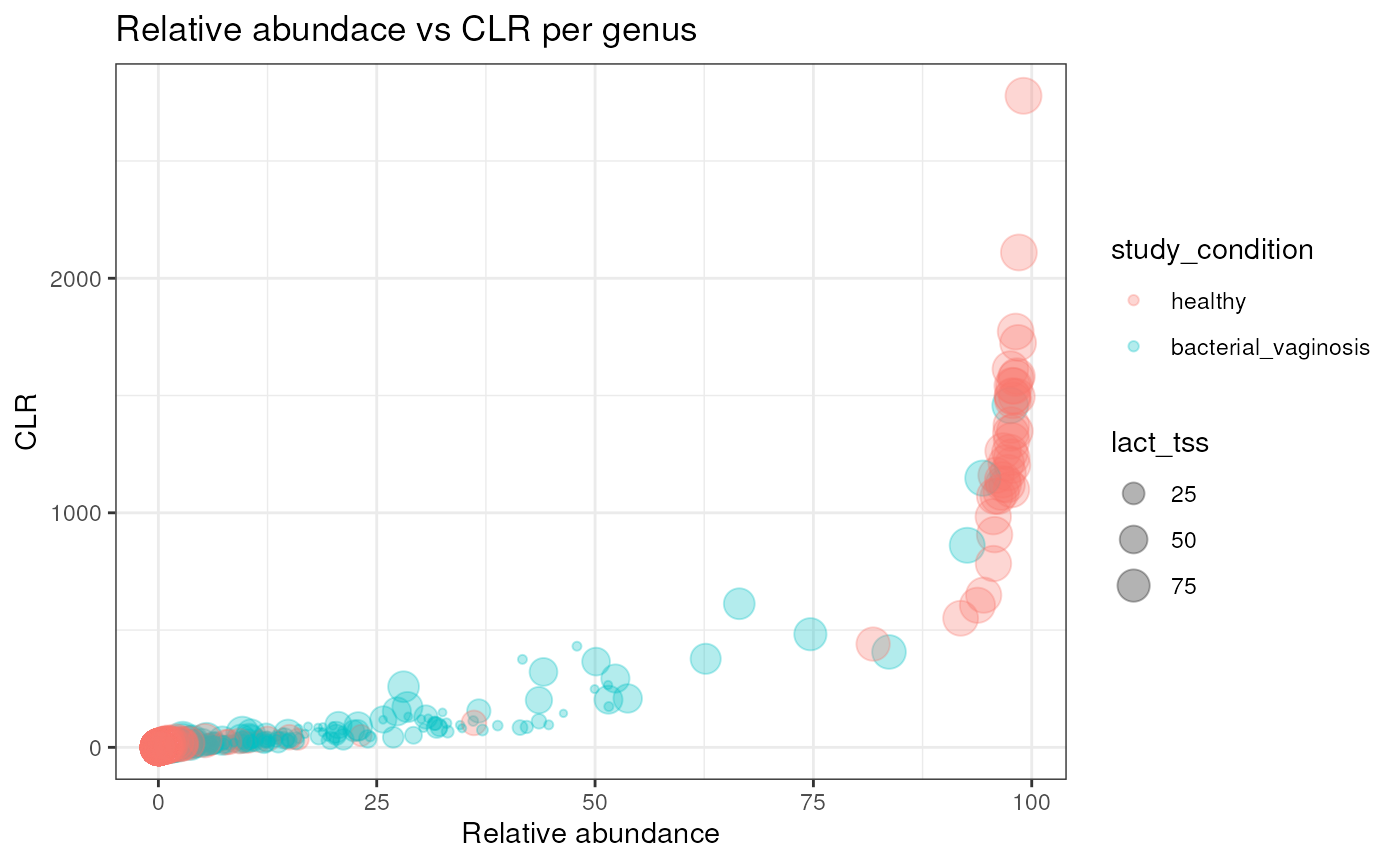 Relative abundace vs CLR per genus
CLR
2000
1000
0
0 25 50 75 100
Relative abundance
study_condition
healthy
bacterial_vaginosis
lact_tss
25
50
75